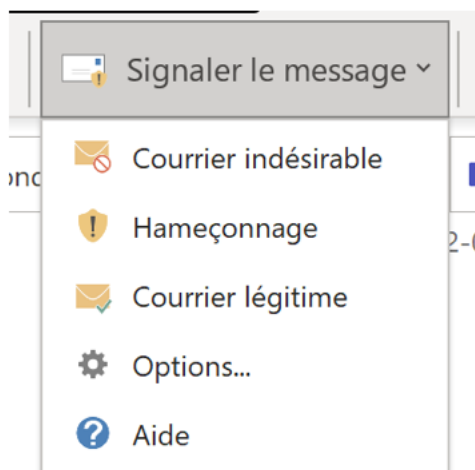 Signaler le message
Courrier indésirable
Hameçonnage
Courrier légitime
Options...
Aide